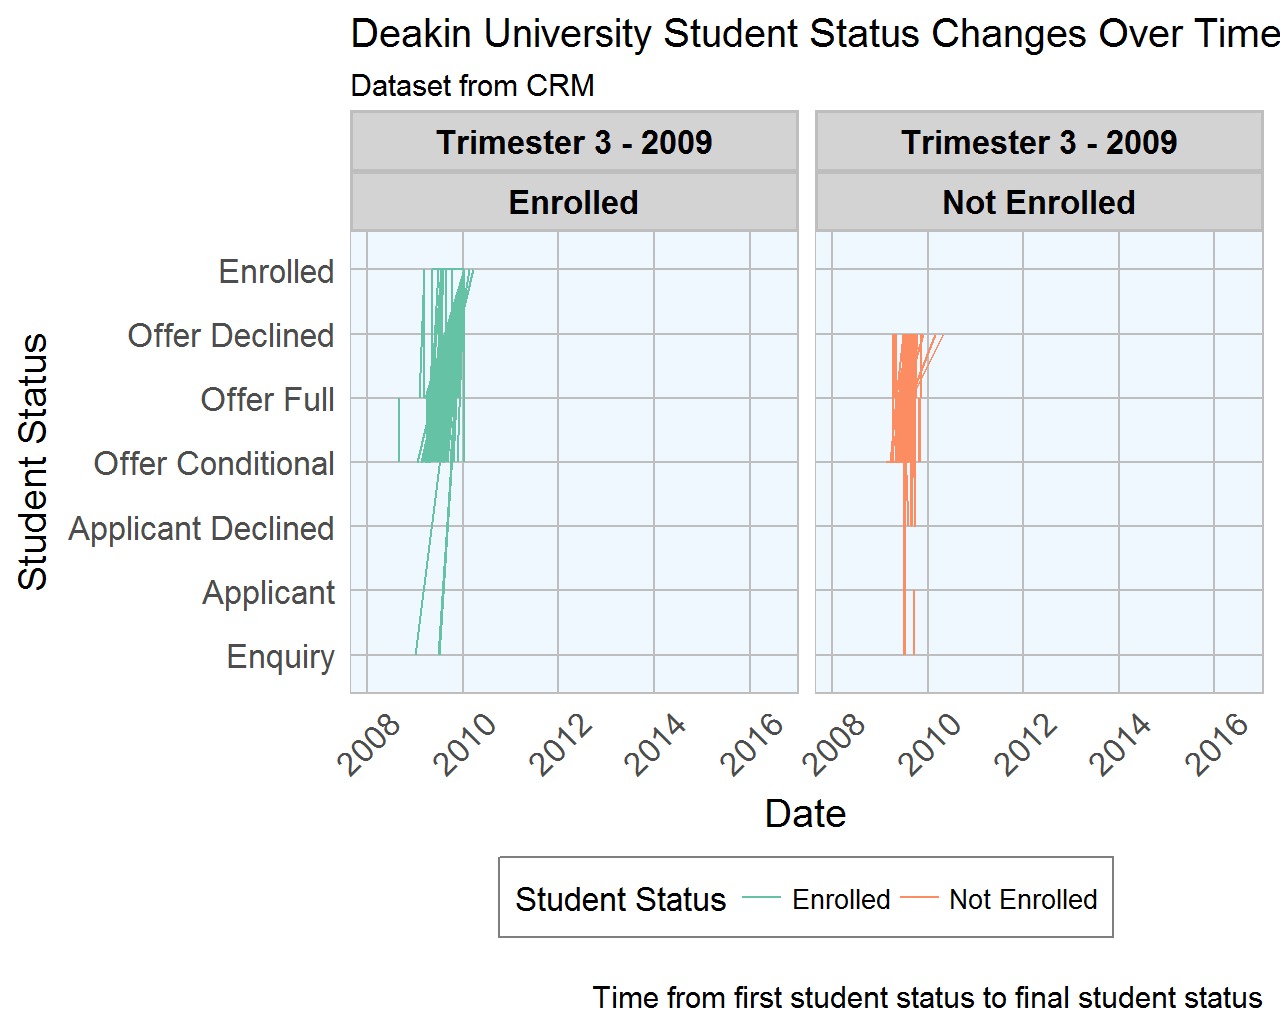 Deakin University Student Status Changes Over Time
Dataset from CRM
Trimester 3 - 2009 Trimester 3 - 2009
Enrolled Not Enrolled
Student Status
Enrolled
Offer Declined
Offer Full
Offer Conditional
Applicant Declined
Applicant
Enquiry
2008 2010 2012 2014 2016 2008 2010 2012 2014 2016
Date
Student Status Enrolled Not Enrolled
Time from first student status to final student status